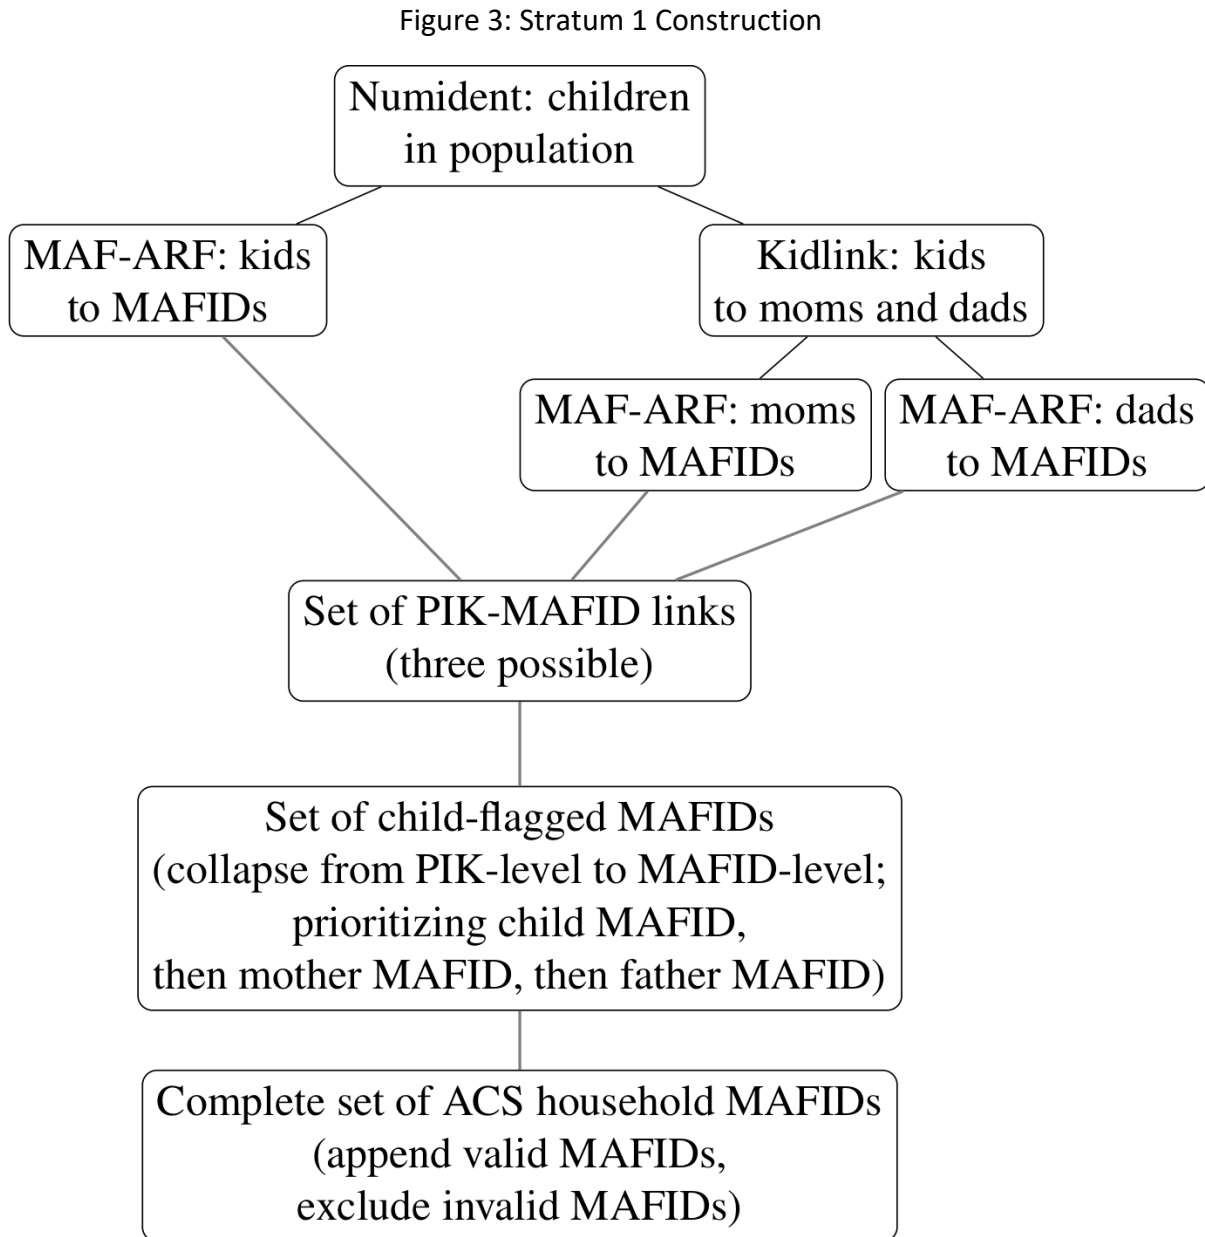 Figure 3: Stratum 1 Construction
Numident: children
in population
MAF-ARF: kids
to MAFIDs
Kidlink: kids
to moms and dads
MAF-ARF: moms
to MAFIDs
MAF-ARF: dads
to MAFIDs
Set of PIK-MAFID links
(three possible)
Set of child-flagged MAFIDs
(collapse from PIK-level to MAFID-level;
prioritizing child MAFID,
then mother MAFID, then father MAFID)
Complete set of ACS household MAFIDs
(append valid MAFIDs,
exclude invalid MAFIDs)